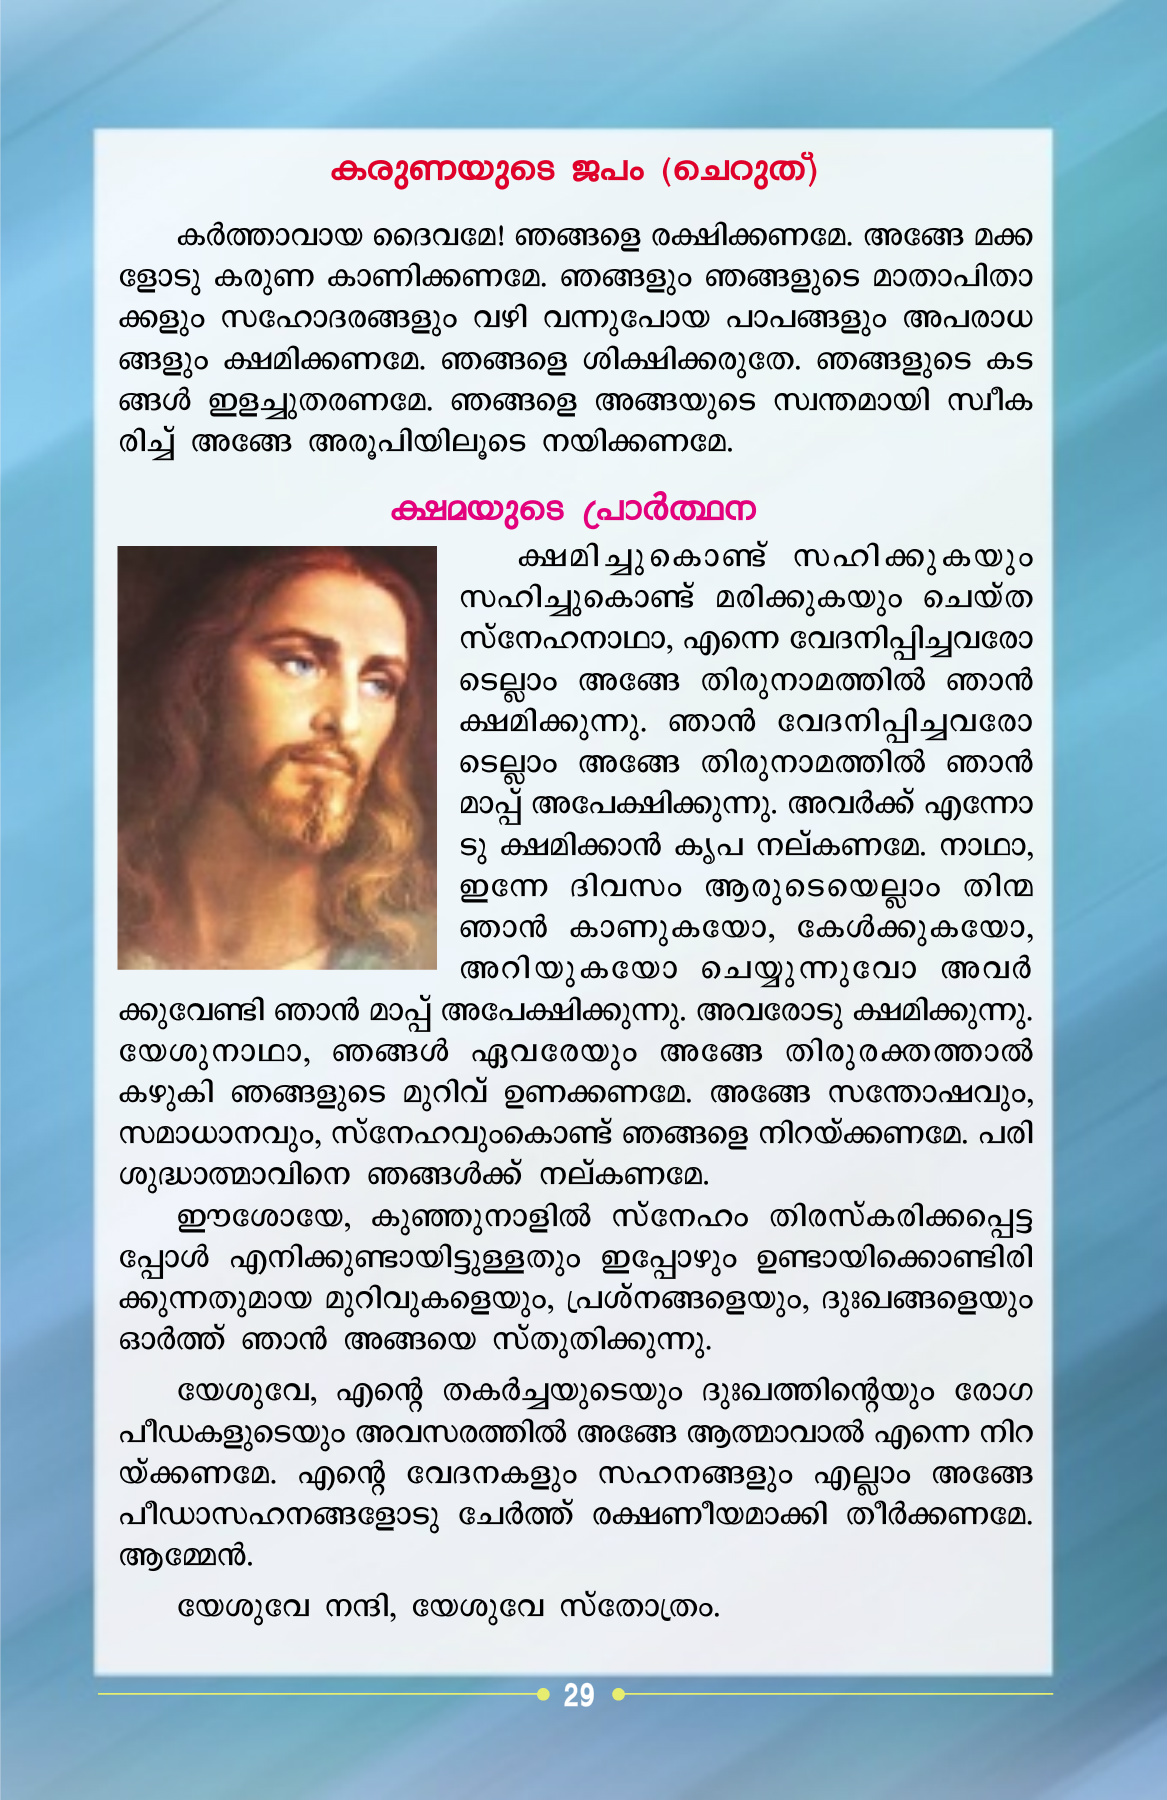 കരുണയുടെ ജപം (ചെറുത്)
കർത്താവായ ദൈവമേ! ഞങ്ങളെ രക്ഷിക്കണമേ. അങ്ങേ മക്ക
ളോടു കരുണ കാണിക്കണമേ. ഞങ്ങളും ഞങ്ങളുടെ മാതാപിതാ
ക്കളും സഹോദരങ്ങളും വഴി വന്നുപോയ പാപങ്ങളും അപരാധ
ങ്ങളും ക്ഷമിക്കണമേ. ഞങ്ങളെ ശിക്ഷിക്കരുതേ. ഞങ്ങളുടെ കട
ങ്ങൾ ഇളച്ചുതരണമേ. ഞങ്ങളെ അങ്ങയുടെ സ്വന്തമായി സ്വീക
രിച്ച് അങ്ങേ അരൂപിയിലൂടെ നയിക്കണമേ.
ക്ഷമയുടെ പ്രാർത്ഥന
ക്ഷമിച്ചുകൊണ്ട് സഹിക്കുകയും
സഹിച്ചുകൊണ്ട് മരിക്കുകയും ചെയ്ത
സ്നേഹനാഥാ, എന്നെ വേദനിപ്പിച്ചവരോ
ടെല്ലാം അങ്ങേ തിരുനാമത്തിൽ ഞാൻ
ക്ഷമിക്കുന്നു. ഞാൻ വേദനിപ്പിച്ചവരോ
ടെല്ലാം അങ്ങേ തിരുനാമത്തിൽ ഞാൻ
മാപ്പ് അപേക്ഷിക്കുന്നു. അവർക്ക് എന്നോ
ടു ക്ഷമിക്കാൻ കൃപ നല്കണമേ. നാഥാ,
ഇന്നേ ദിവസം ആരുടെയെല്ലാം തിന്മ
ഞാൻ കാണുകയോ, കേൾക്കുകയോ,
അറിയുകയോ ചെയ്യുന്നുവോ അവർ
ക്കുവേണ്ടി ഞാൻ മാപ്പ് അപേക്ഷിക്കുന്നു. അവരോടു ക്ഷമിക്കുന്നു.
യേശുനാഥാ, ഞങ്ങൾ ഏവരേയും അങ്ങേ തിരുരക്തത്താൽ
കഴുകി ഞങ്ങളുടെ മുറിവ് ഉണക്കണമേ. അങ്ങേ സന്തോഷവും,
സമാധാനവും, സ്നേഹവുംകൊണ്ട് ഞങ്ങളെ നിറയ്ക്കണമേ. പരി
ശുദ്ധാത്മാവിനെ ഞങ്ങൾക്ക് നല്കണമേ.
ഈശോയേ, കുഞ്ഞുനാളിൽ സ്നേഹം തിരസ്കരിക്കപ്പെട്ട
പ്പോൾ എനിക്കുണ്ടായിട്ടുള്ളതും ഇപ്പോഴും ഉണ്ടായിക്കൊണ്ടിരി
ക്കുന്നതുമായ മുറിവുകളെയും, പ്രശ്നങ്ങളെയും, ദുഃഖങ്ങളെയും
ഓർത്ത് ഞാൻ അങ്ങയെ സ്തുതിക്കുന്നു.
യേശുവേ, എന്റെ തകർച്ചയുടെയും ദുഃഖത്തിന്റെയും രോഗ
പീഡകളുടെയും അവസരത്തിൽ അങ്ങേ ആത്മാവാൽ എന്നെ നിറ
യ്ക്കണമേ. എന്റെ വേദനകളും സഹനങ്ങളും എല്ലാം അങ്ങേ
പീഡാസഹനങ്ങളോടു ചേർത്ത് രക്ഷണീയമാക്കി തീർക്കണമേ.
ആമ്മേൻ.
യേശുവേ നന്ദി, യേശുവേ സ്തോത്രം.
29